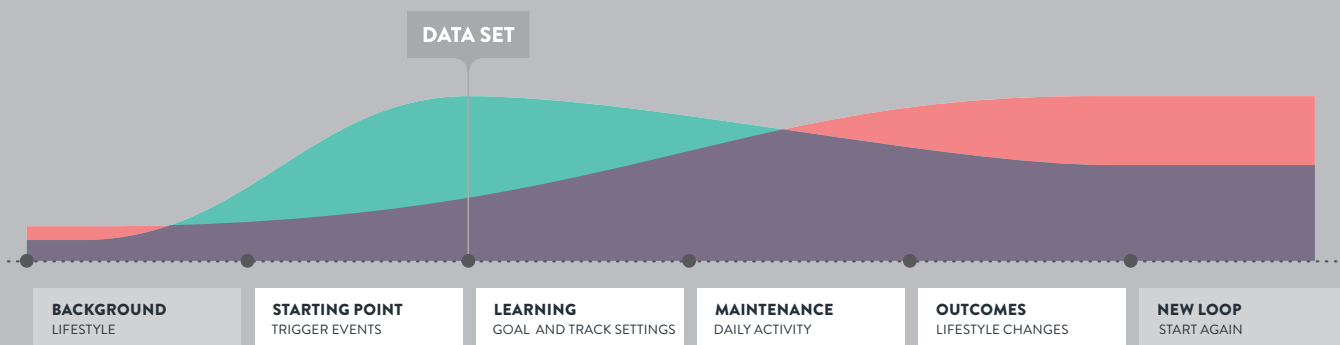 DATA SET
BACKGROUND
LIFESTYLE
STARTING POINT
TRIGGER EVENTS
LEARNING
GOAL AND TRACK SETTINGS
MAINTENANCE
DAILY ACTIVITY
OUTCOMES
LIFESTYLE CHANGES
NEW LOOP
START AGAIN